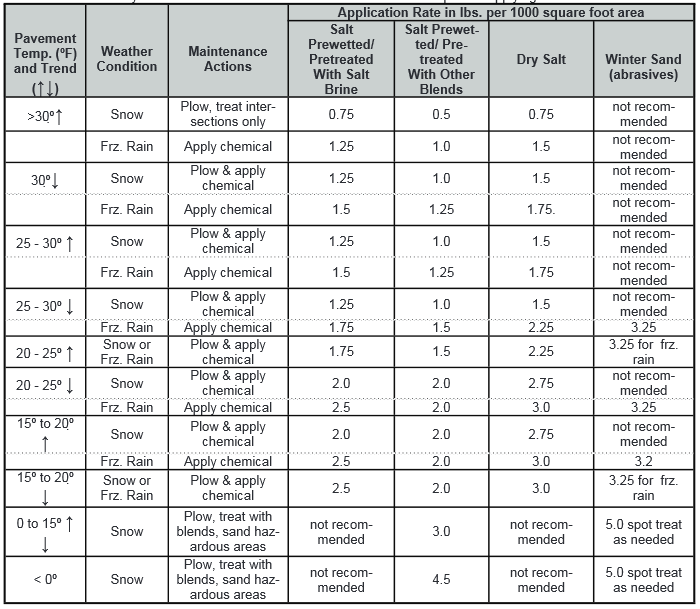 Application Rate in lbs. per 1000 square foot area
Pavement
Temp. (ºF)
and Trend
(↑↓)
Weather
Condition
Maintenance
Actions
Salt
Prewetted/
Pretreated
With Salt
Brine
Salt Prewet-
ted/ Pre-
treated
With Other
Blends
Dry Salt
Winter Sand
(abrasives)
>30º↑
Snow
Plow, treat inter-
sections only
0.75
0.5
0.75
not recom-
mended
Frz. Rain
Apply chemical
1.25
1.0
1.5
not recom-
mended
30º↓
Snow
Plow & apply
chemical
1.25
1.0
1.5
not recom-
mended
Frz. Rain
Apply chemical
1.5
1.25
1.75.
not recom-
mended
25 - 30º ↑
Snow
Plow & apply
chemical
1.25
1.0
1.5
not recom-
mended
Frz. Rain
Apply chemical
1.5
1.25
1.75
not recom-
mended
25 - 30º ↓
Snow
Plow & apply
chemical
1.25
1.0
1.5
not recom-
mended
Frz. Rain
Apply chemical
1.75
1.5
2.25
3.25
20 - 25º ↑
Snow or
Frz. Rain
Plow & apply
chemical
1.75
1.5
2.25
3.25 for frz.
rain
20 - 25º ↓
Snow
Plow & apply
chemical
2.0
2.0
2.75
not recom-
mended
Frz. Rain
Apply chemical
2.5
2.0
3.0
3.25
15º to 20º
↑
Snow
Plow & apply
chemical
2.0
2.0
2.75
not recom-
mended
Frz. Rain
Apply chemical
2.5
2.0
3.0
3.2
15º to 20º
↓
Snow or
Frz. Rain
Plow & apply
chemical
2.5
2.0
3.0
3.25 for frz.
rain
0 to 15º ↑
↓
Snow
Plow, treat with
blends, sand haz-
ardous areas
not recom-
mended
3.0
not recom-
mended
5.0 spot treat
as needed
< 0º
Snow
Plow, treat with
blends, sand haz-
ardous areas
not recom-
mended
4.5
not recom-
mended
5.0 spot treat
as needed